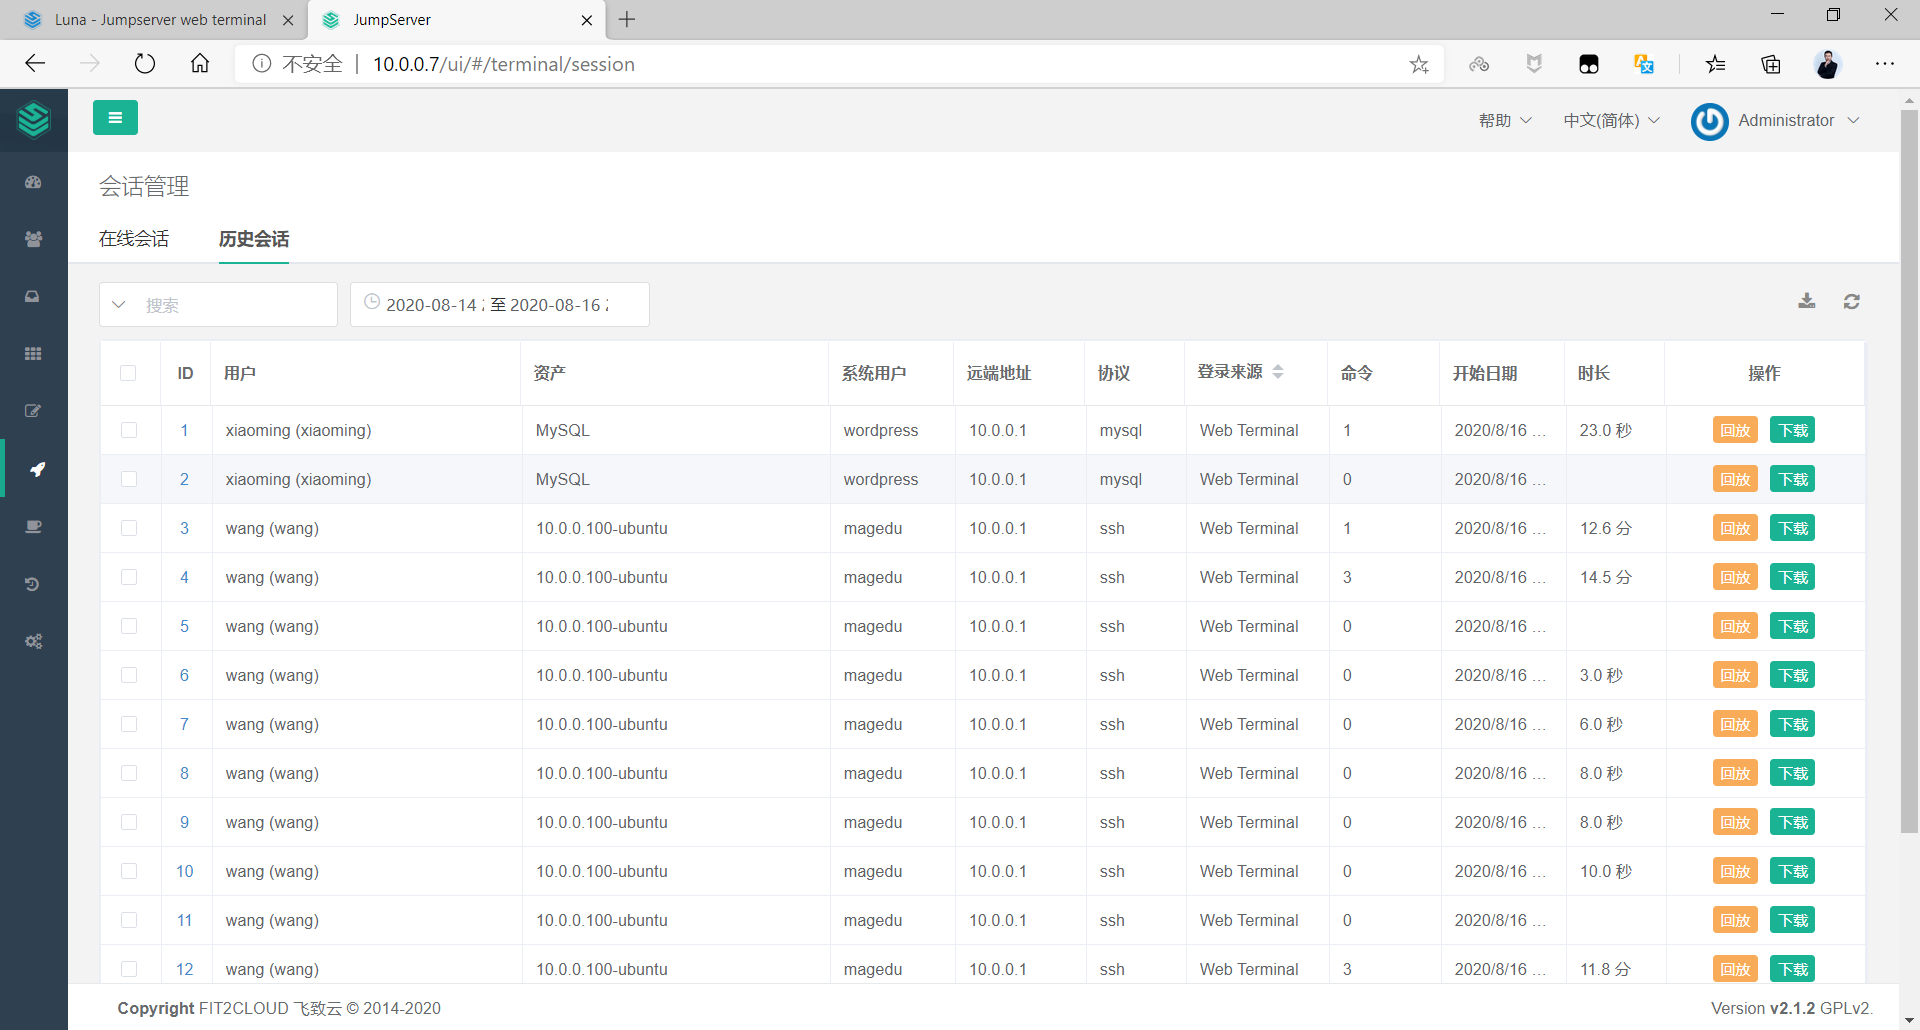 Luna - Jumpserver web terminal
JumpServer
不安全 | 10.0.0.7/ui/#/terminal/session
帮助
中文(简体)
Administrator
会话管理
在线会话 历史会话
搜索
2020-08-14 至 2020-08-16
ID 用户 资产 系统用户 远端地址 协议 登录来源 命令 开始日期 时长 操作
1 xiaoming (xiaoming) MySQL wordpress 10.0.0.1 mysql Web Terminal 1 2020/8/16 ... 23.0 秒 回放 下载
2 xiaoming (xiaoming) MySQL wordpress 10.0.0.1 mysql Web Terminal 0 2020/8/16 ... 回放 下载
3 wang (wang) 10.0.0.100-ubuntu magedu 10.0.0.1 ssh Web Terminal 1 2020/8/16 ... 12.6 分 回放 下载
4 wang (wang) 10.0.0.100-ubuntu magedu 10.0.0.1 ssh Web Terminal 3 2020/8/16 ... 14.5 分 回放 下载
5 wang (wang) 10.0.0.100-ubuntu magedu 10.0.0.1 ssh Web Terminal 0 2020/8/16 ... 回放 下载
6 wang (wang) 10.0.0.100-ubuntu magedu 10.0.0.1 ssh Web Terminal 0 2020/8/16 ... 3.0 秒 回放 下载
7 wang (wang) 10.0.0.100-ubuntu magedu 10.0.0.1 ssh Web Terminal 0 2020/8/16 ... 6.0 秒 回放 下载
8 wang (wang) 10.0.0.100-ubuntu magedu 10.0.0.1 ssh Web Terminal 0 2020/8/16 ... 8.0 秒 回放 下载
9 wang (wang) 10.0.0.100-ubuntu magedu 10.0.0.1 ssh Web Terminal 0 2020/8/16 ... 8.0 秒 回放 下载
10 wang (wang) 10.0.0.100-ubuntu magedu 10.0.0.1 ssh Web Terminal 0 2020/8/16 ... 10.0 秒 回放 下载
11 wang (wang) 10.0.0.100-ubuntu magedu 10.0.0.1 ssh Web Terminal 0 2020/8/16 ... 回放 下载
12 wang (wang) 10.0.0.100-ubuntu magedu 10.0.0.1 ssh Web Terminal 3 2020/8/16 ... 11.8 分 回放 下载
Copyright FIT2CLOUD 飞致云 © 2014-2020
Version v2.1.2 GPLv2.